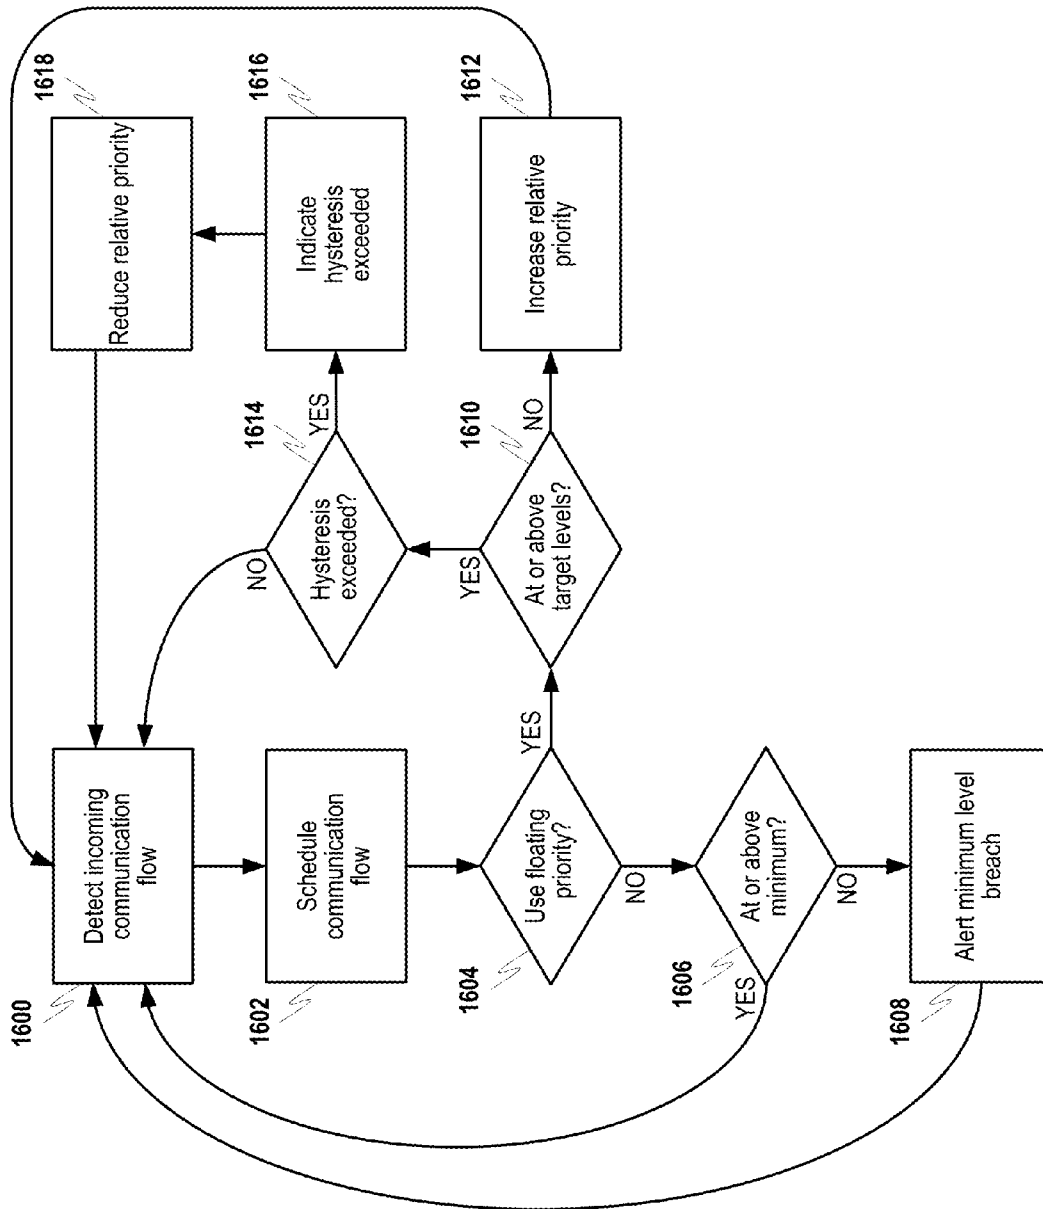 1600
Detect incoming
communication
flow
1602
Schedule
communication
flow
1604
Use floating
priority?
YES
NO
1606
At or above
minimum?
YES
NO
1608
Alert minimum level
breach
1610
At or above
target levels?
YES
NO
1612
Increase relative
priority
1614
Hysteresis
exceeded?
NO
YES
1616
Indicate
hysteresis
exceeded
1618
Reduce relative priority